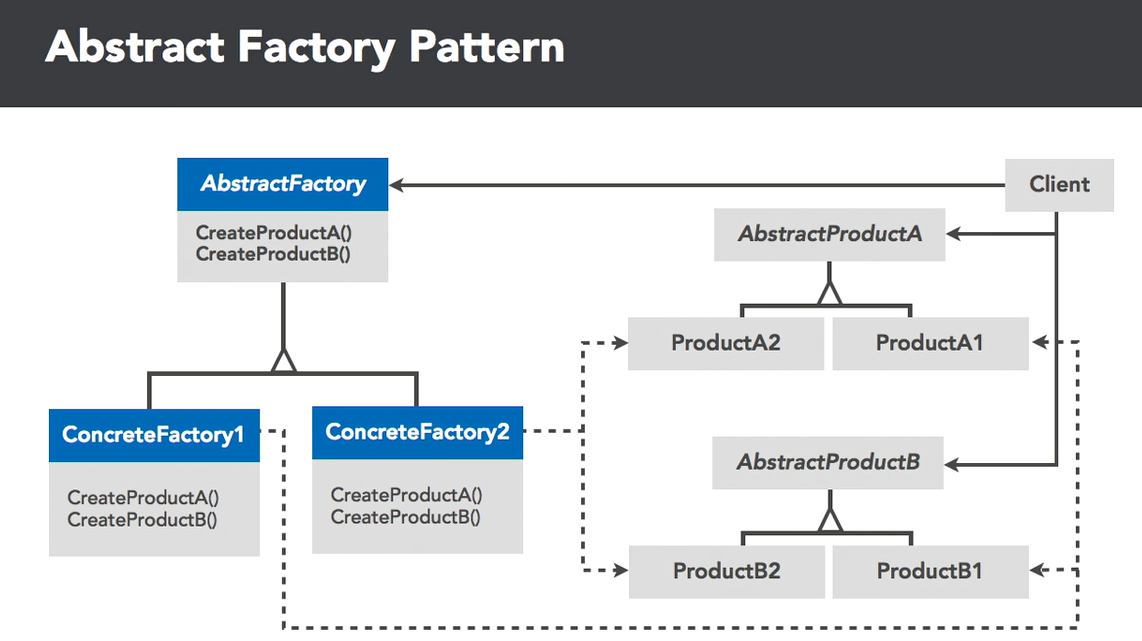 Abstract Factory Pattern
AbstractFactory
CreateProductA()
CreateProductB()
Client
AbstractProductA
ProductA2
ProductA1
ConcreteFactory1
CreateProductA()
CreateProductB()
ConcreteFactory2
CreateProductA()
CreateProductB()
AbstractProductB
ProductB2
ProductB1